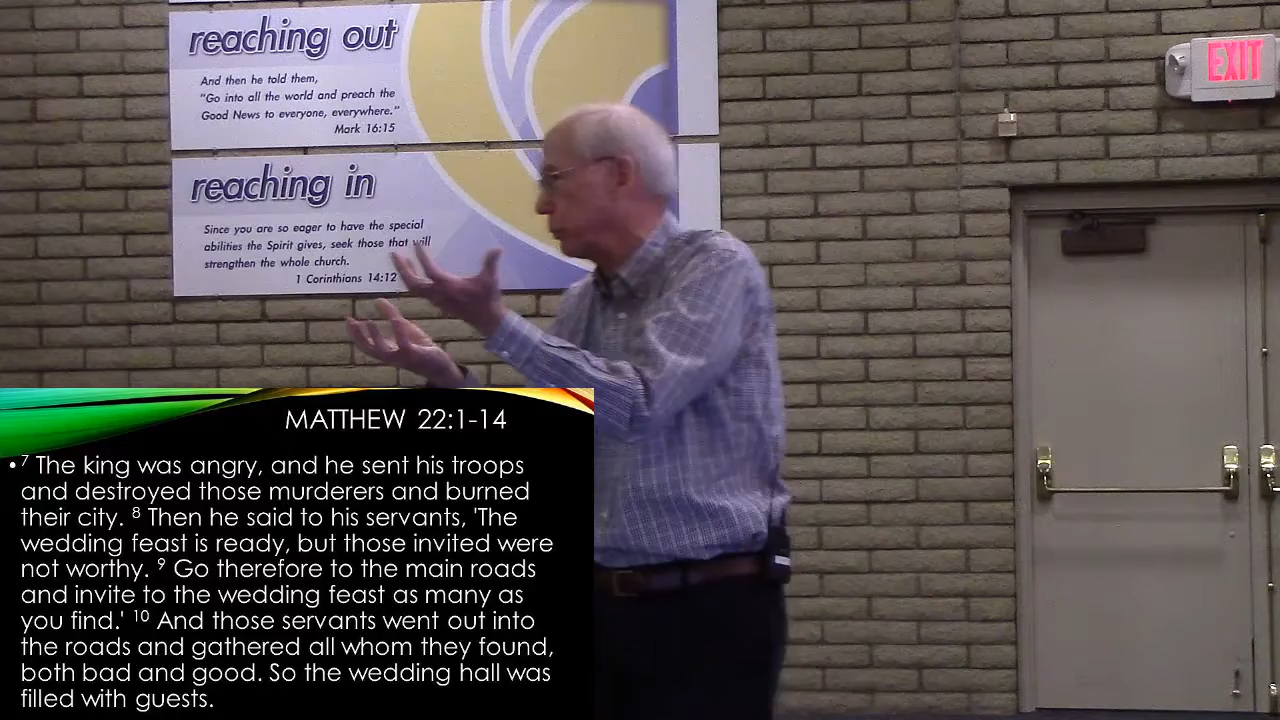 reaching out
And then he told them,
"Go into all the world and preach the
Good News to everyone, everywhere."
Mark 16:15
reaching in
Since you are so eager to have the special
abilities the Spirit gives, seek those that will
strengthen the whole church.
1 Corinthians 14:12
EXIT
MATTHEW 22:1-14
• 7 The king was angry, and he sent his troops
and destroyed those murderers and burned
their city. 8 Then he said to his servants, 'The
wedding feast is ready, but those invited were
not worthy. 9 Go therefore to the main roads
and invite to the wedding feast as many as
you find.' 10 And those servants went out into
the roads and gathered all whom they found,
both bad and good. So the wedding hall was
filled with guests.